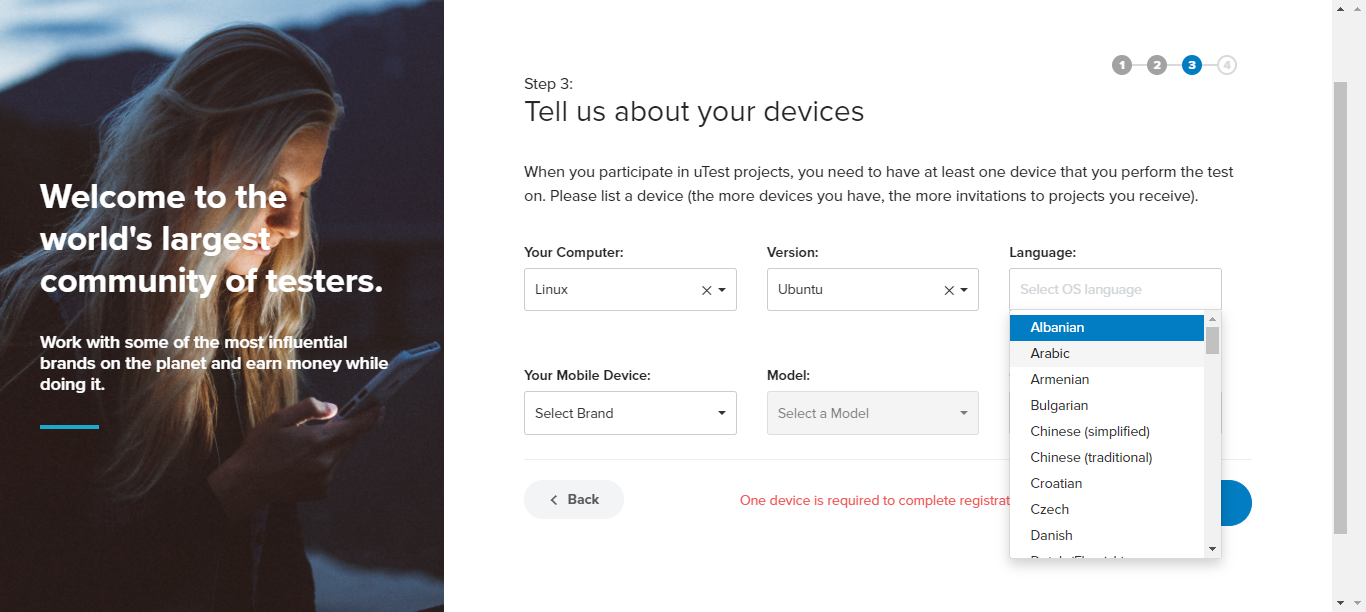 Welcome to the
world's largest
community of testers.
Work with some of the most influential
brands on the planet and earn money while
doing it.
1 2 3 4
Step 3:
Tell us about your devices
When you participate in uTest projects, you need to have at least one device that you perform the test
on. Please list a device (the more devices you have, the more invitations to projects you receive).
Your Computer: Version: Language:
Linux Ubuntu Select OS language
Albanian
Arabic
Armenian
Bulgarian
Chinese (simplified)
Chinese (traditional)
Croatian
Czech
Danish
Your Mobile Device: Model:
Select Brand Select a Model
Back
One device is required to complete